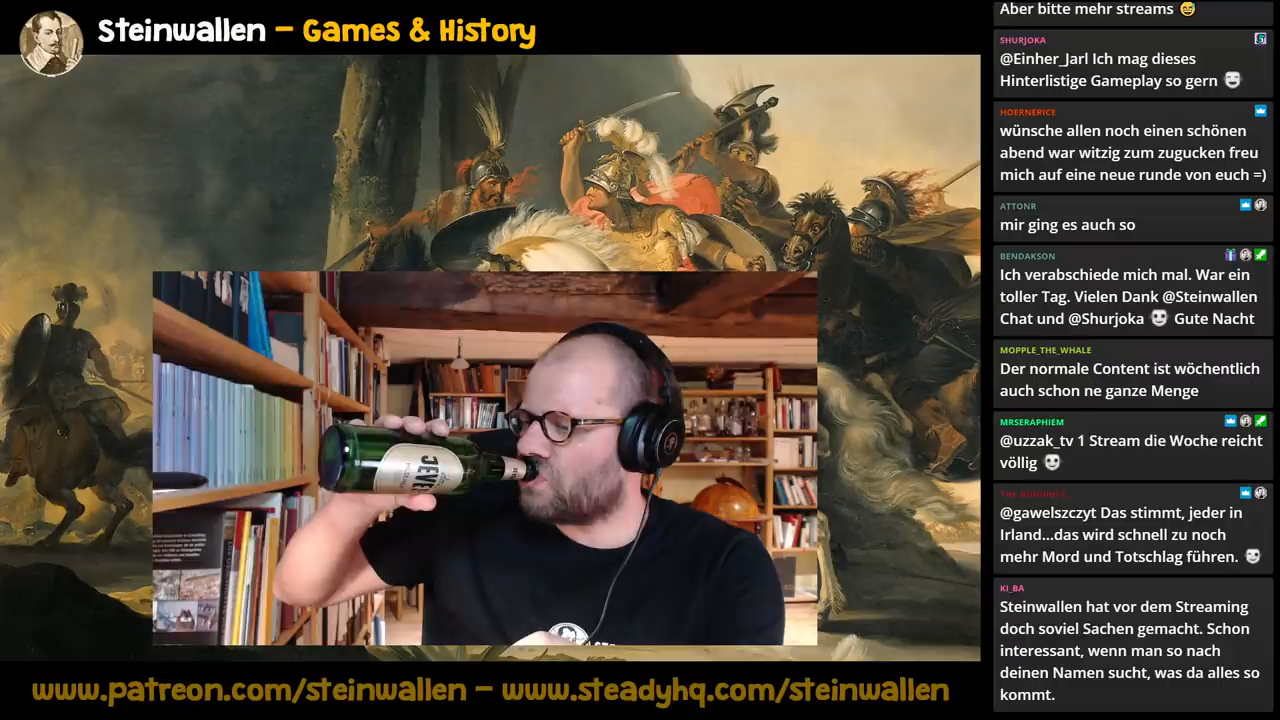 Steinwallen – Games & History
JEVE
www.patreon.com/steinwallen – www.steadyhq.com/steinwallen
Aber bitte mehr streams
SHURJOKA
@Einher_Jarl Ich mag dieses
Hinterlistige Gameplay so gern
HOERNERICE
wünsche allen noch einen schönen
abend war witzig zum zugucken freu
mich auf eine neue runde von euch =)
ATTONR
mir ging es auch so
BENDAKSON
Ich verabschiede mich mal. War ein
toller Tag. Vielen Dank @Steinwallen
Chat und @Shurjoka Gute Nacht
MOPPLE_THE_WHALE
Der normale Content ist wöchentlich
auch schon ne ganze Menge
MRSERAPHIEM
@uzzak_tv 1 Stream die Woche reicht
völlig
@gawelszczyt Das stimmt, jeder in
Irland...das wird schnell zu noch
mehr Mord und Totschlag führen.
KI_BA
Steinwallen hat vor dem Streaming
doch soviel Sachen gemacht. Schon
interessant, wenn man so nach
deinen Namen sucht, was da alles so
kommt.